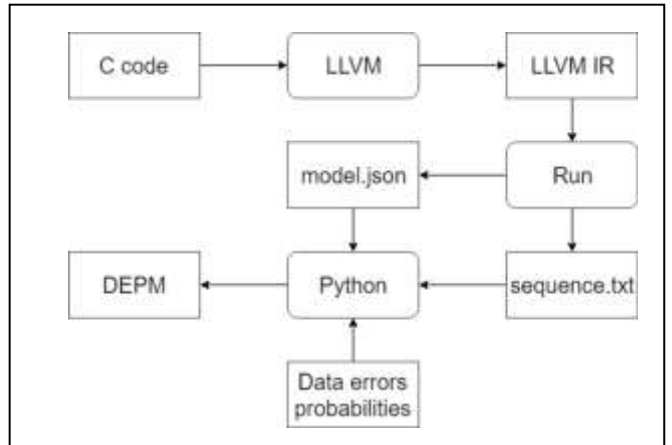 C code
LLVM
LLVM IR
model.json
Run
DEPM
Python
sequence.txt
Data errors
probabilities